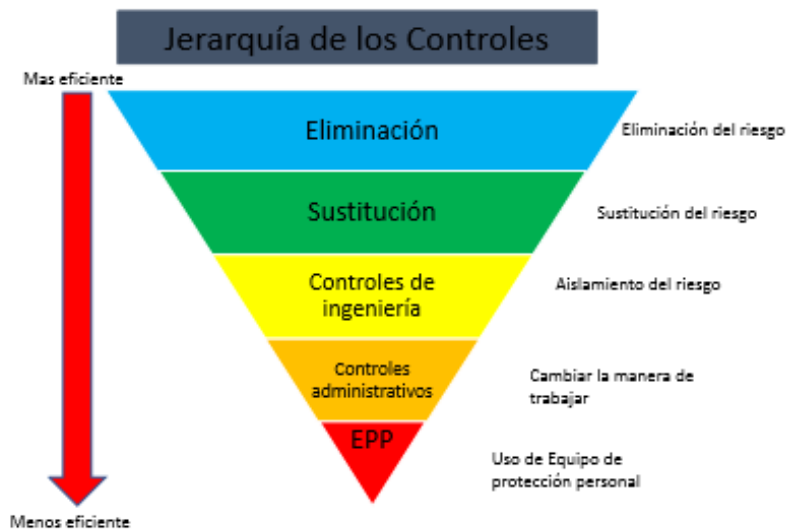 Jerarquía de los Controles
Mas eficiente
Eliminación
Eliminación del riesgo
Sustitución
Sustitución del riesgo
Controles de
ingeniería
Aislamiento del riesgo
Controles
administrativos
Cambiar la manera de
trabajar
EPP
Uso de Equipo de
protección personal
Menos eficiente